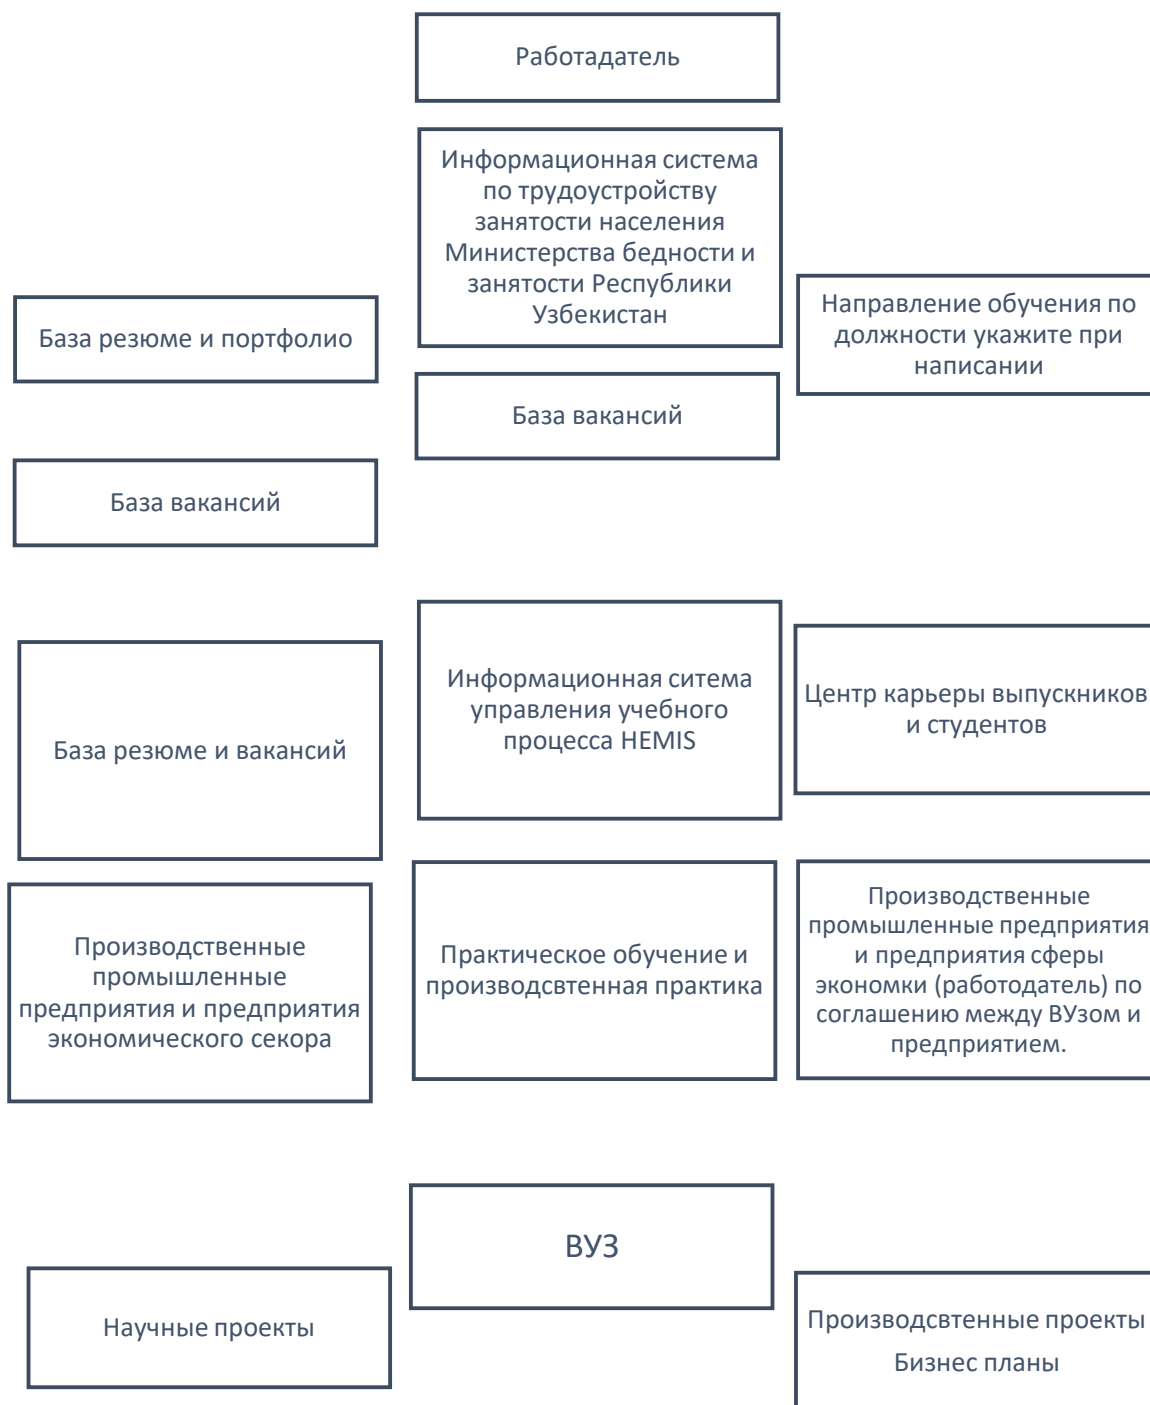 Работадатель
Информационная система
по трудоустройству
занятости населения
Министерства бедности и
занятости Республики
Узбекистан
База резюме и портфолио
Направление обучения по
должности укажите при
написании
База вакансий
База вакансий
База резюме и вакансий
Информационная ситема
управления учебного
процесса HEMIS
Центр карьеры выпускников
и студентов
Производственные
промышленные
предприятия и предприятия
экономического секора
Практическое обучение и
производсвтенная практика
Производственные
промышленные предприятия
и предприятия сферы
экономки (работодатель) по
соглашению между ВУзом и
предприятием.
ВУЗ
Научные проекты
Производсвтенные проекты
Бизнес планы